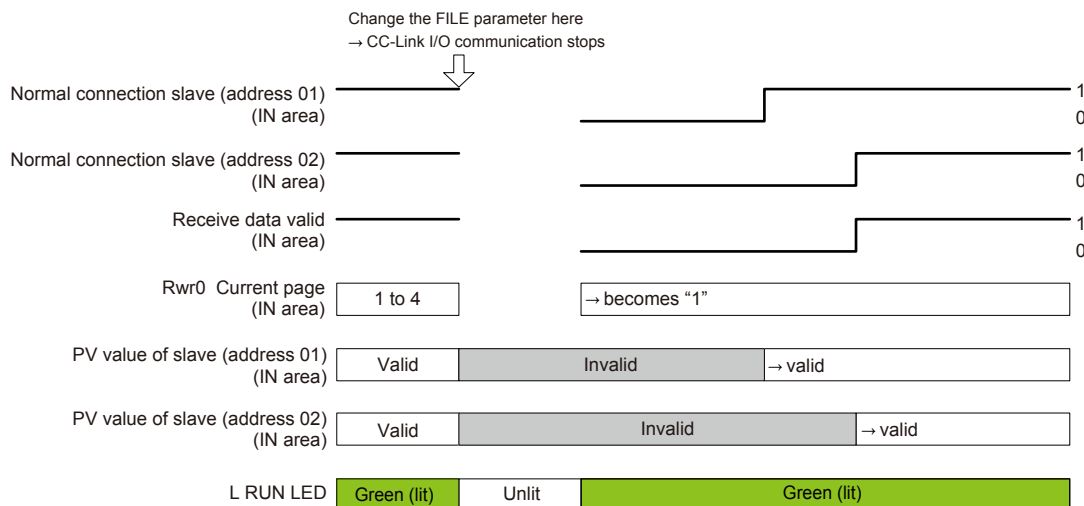 Change the FILE parameter here
→ CC-Link I/O communication stops
Normal connection slave (address 01)
(IN area)
1
0
Normal connection slave (address 02)
(IN area)
1
0
Receive data valid
(IN area)
1
0
Rwr0 Current page
(IN area)
1 to 4
→ becomes “1”
PV value of slave (address 01)
(IN area)
Valid
Invalid
→ valid
PV value of slave (address 02)
(IN area)
Valid
Invalid
→ valid
L RUN LED
Green (lit)
Unlit
Green (lit)